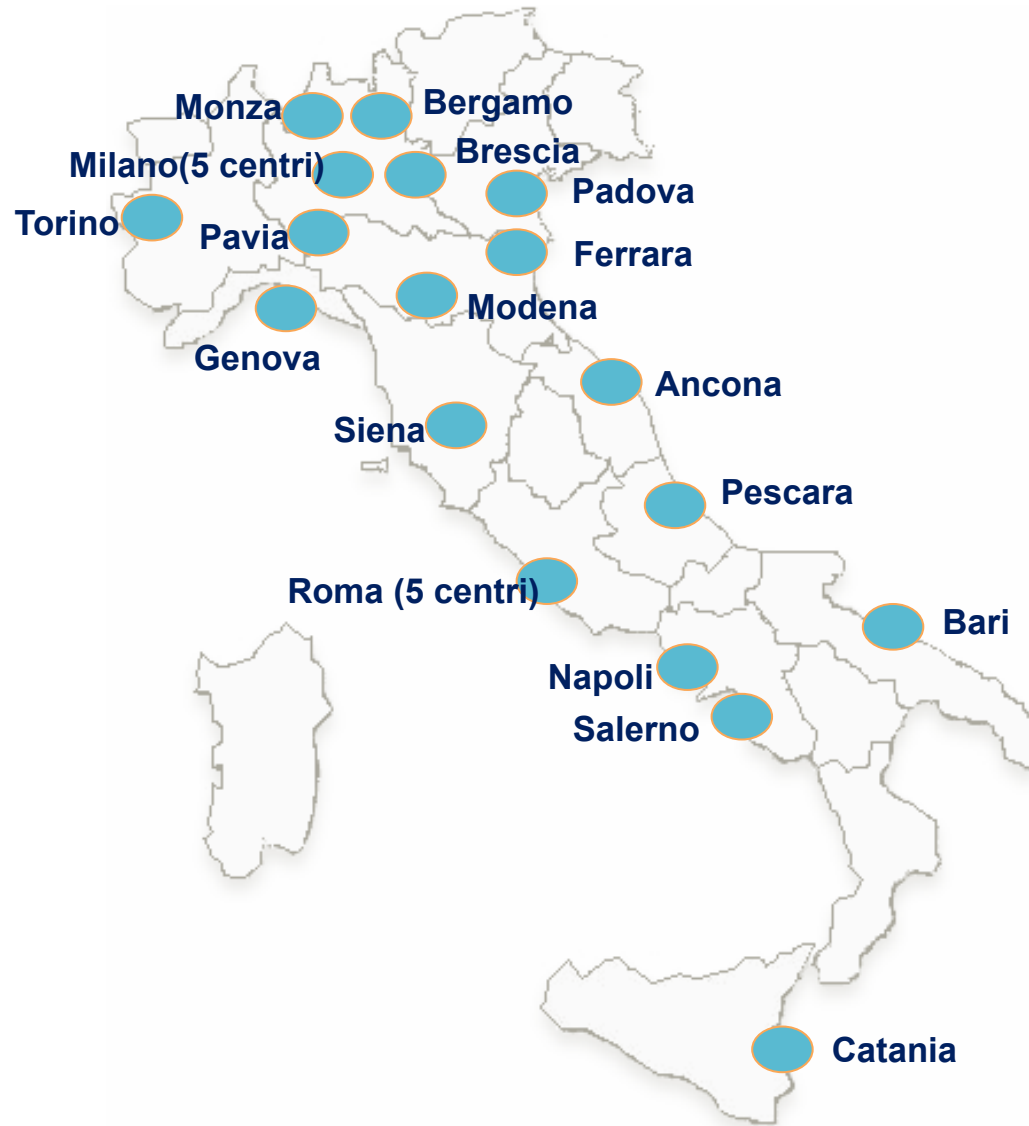 Monza
Bergamo
Milano(5 centri)
Brescia
Padova
Torino
Pavia
Ferrara
Modena
Genova
Ancona
Siena
Pescara
Roma (5 centri)
Bari
Napoli
Salerno
Catania